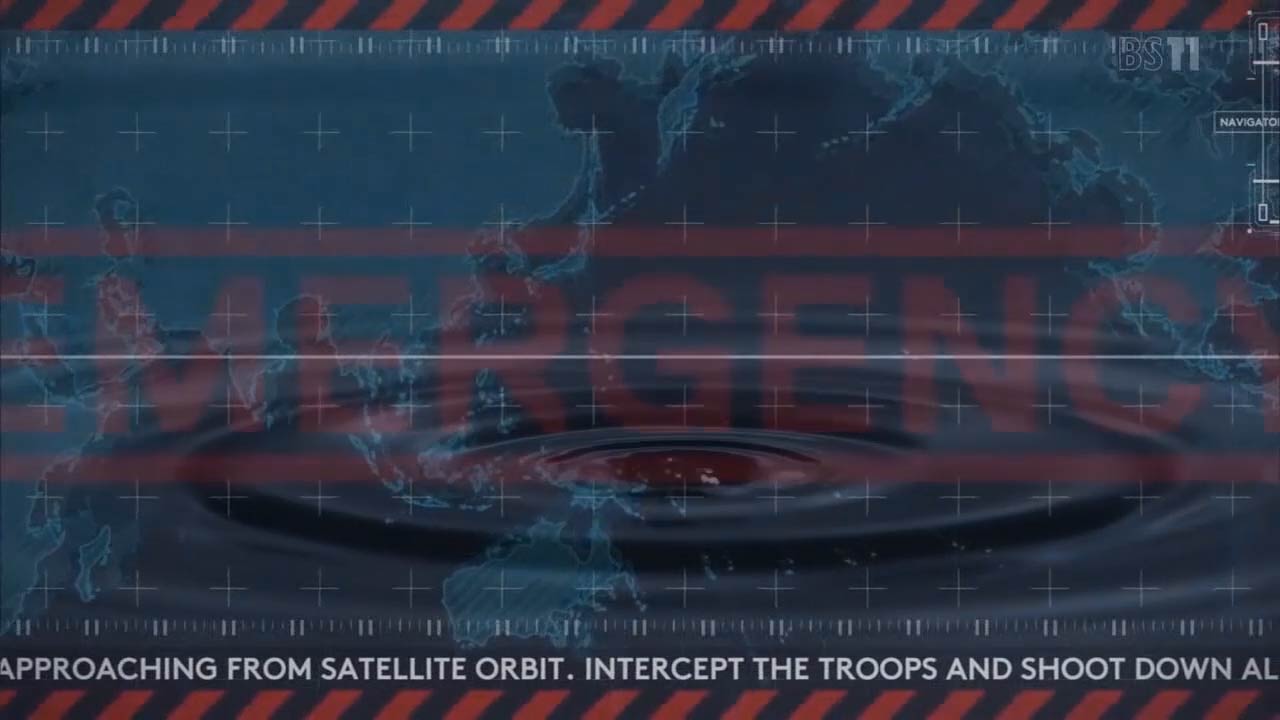 BS11
NAVIGATOR
EMERGENCY
APPROACHING FROM SATELLITE ORBIT. INTERCEPT THE TROOPS AND SHOOT DOWN AL